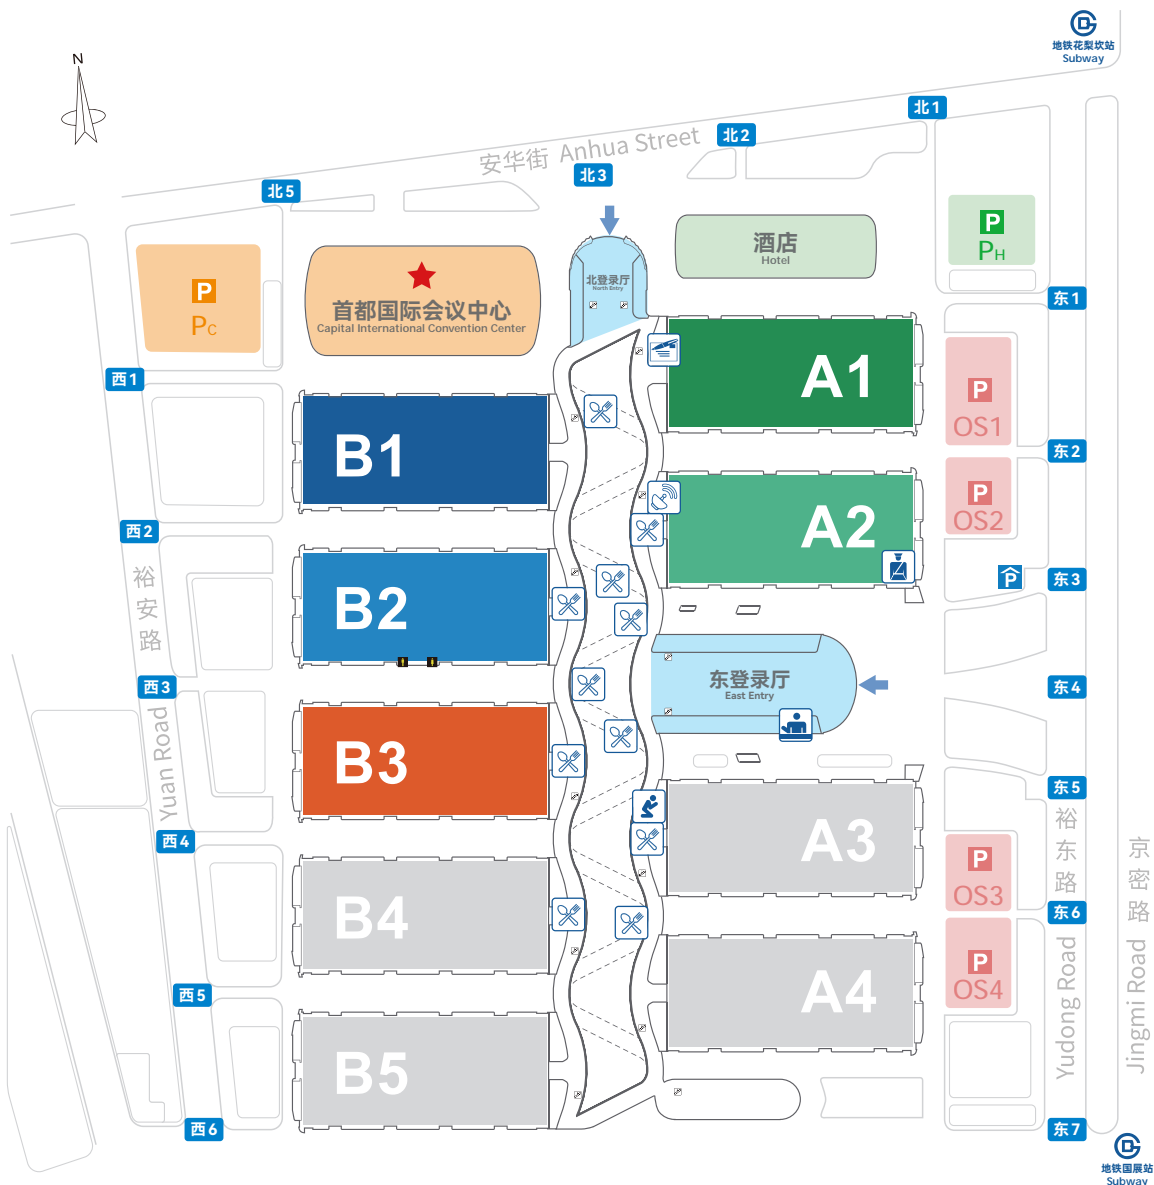 地铁花梨坎站
Subway
N
北1
北2
安华街 Anhua Street
北3
北5
P
PH
酒店
Hotel
北登录厅
North Entry
P
PC
首都国际会议中心
Capital International Convention Center
东1
A1
西1
P
OS1
B1
东2
A2
P
OS2
西2
裕安路
Yuan Road
P
东3
B2
东登录厅
East Entry
西3
东4
B3
东5
A3
西4
裕东路
Yudong Road
京密路
Jingmi Road
P
OS3
B4
东6
A4
P
OS4
西5
B5
西6
东7
地铁国展站
Subway